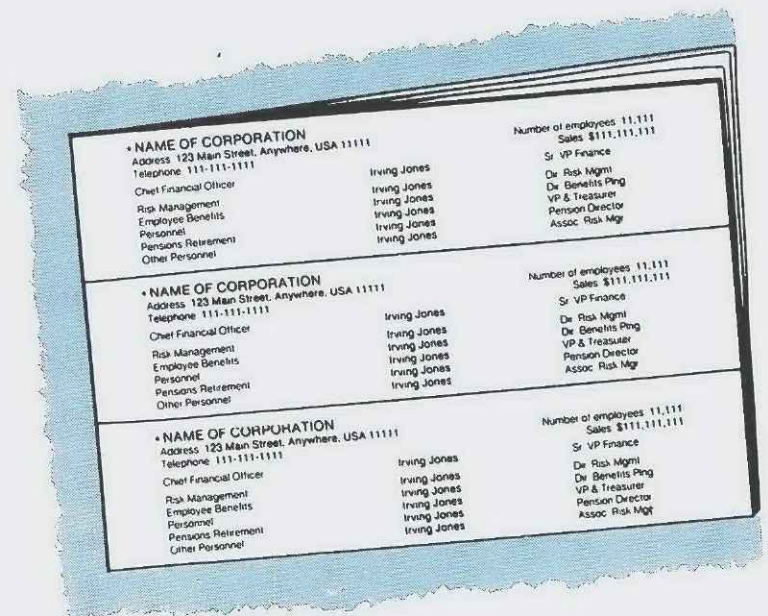 • NAME OF CORPORATION Number of employees 11,111
Address 123 Main Street, Anywhere, USA 11111 Sales $111,111,111
Telephone 111-111-1111
Chief Financial Officer Irving Jones Sr VP Finance
Risk Management Irving Jones Dir Risk Mgmt
Employee Benefits Irving Jones Dir Benefits Plng
Personnel Irving Jones VP & Treasurer
Pensions Retirement Irving Jones Pension Director
Other Personnel Irving Jones Assoc Risk Mgr
• NAME OF CORPORATION Number of employees 11,111
Address 123 Main Street, Anywhere, USA 11111 Sales $111,111,111
Telephone 111-111-1111
Chief Financial Officer Irving Jones Sr VP Finance
Risk Management Irving Jones Dir Risk Mgmt
Employee Benefits Irving Jones Dir Benefits Plng
Personnel Irving Jones VP & Treasurer
Pensions Retirement Irving Jones Pension Director
Other Personnel Irving Jones Assoc Risk Mgr
• NAME OF CORPORATION Number of employees 11,111
Address 123 Main Street, Anywhere, USA 11111 Sales $111,111,111
Telephone 111-111-1111
Chief Financial Officer Irving Jones Sr VP Finance
Risk Management Irving Jones Dir Risk Mgmt
Employee Benefits Irving Jones Dir Benefits Plng
Personnel Irving Jones VP & Treasurer
Pensions Retirement Irving Jones Pension Director
Other Personnel Irving Jones Assoc Risk Mgr